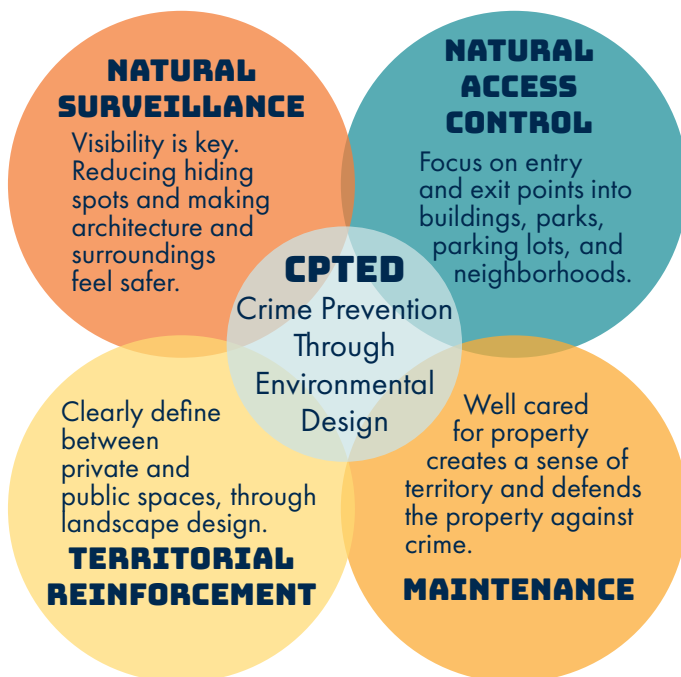 NATURAL
SURVEILLANCE
Visibility is key.
Reducing hiding
spots and making
architecture and
surroundings
feel safer.
NATURAL
ACCESS
CONTROL
Focus on entry
and exit points into
buildings, parks,
parking lots, and
neighborhoods.
CPTED
Crime Prevention
Through
Environmental
Design
Clearly define
between
private and
public spaces, through
landscape design.
TERRITORIAL
REINFORCEMENT
Well cared
for property
creates a sense of
territory and defends
the property against
crime.
MAINTENANCE